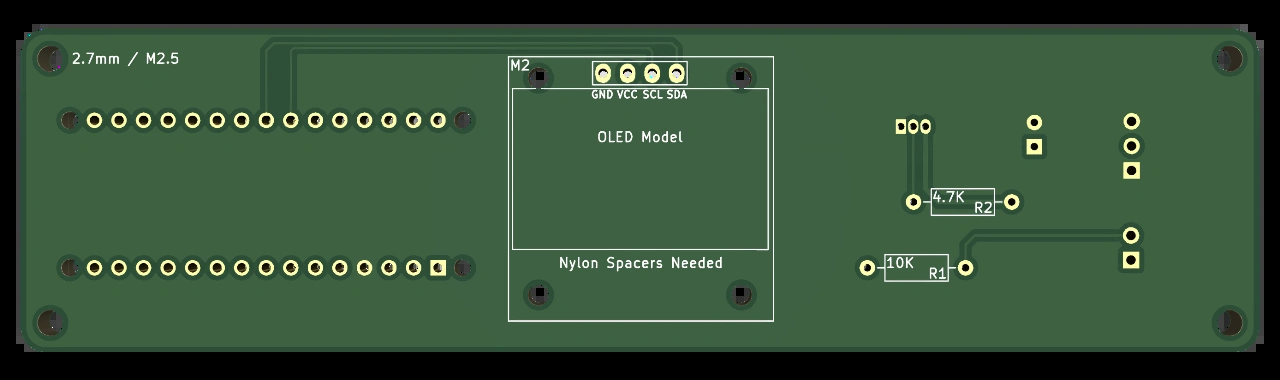 2.7mm / M2.5
M2
GND VCC SCL SDA
OLED Model
4.7K
R2
Nylon Spacers Needed
10K
R1